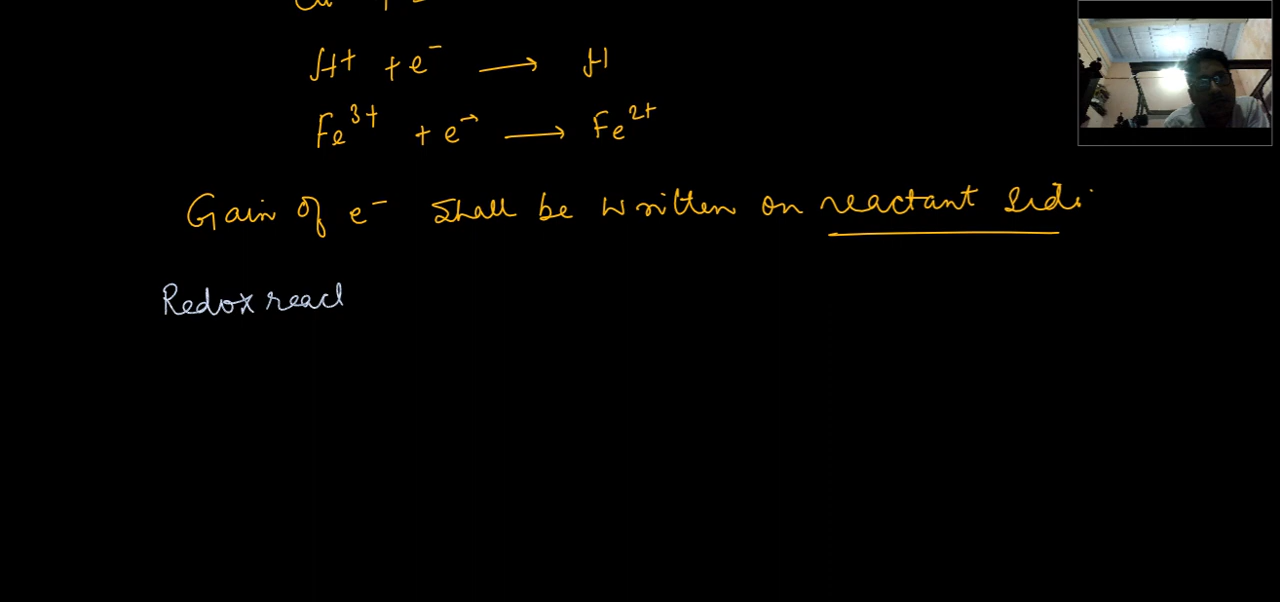 H+ + e- → H
Fe3+ + e- → Fe2+
Gain of e- shall be written on reactant side
Redox react